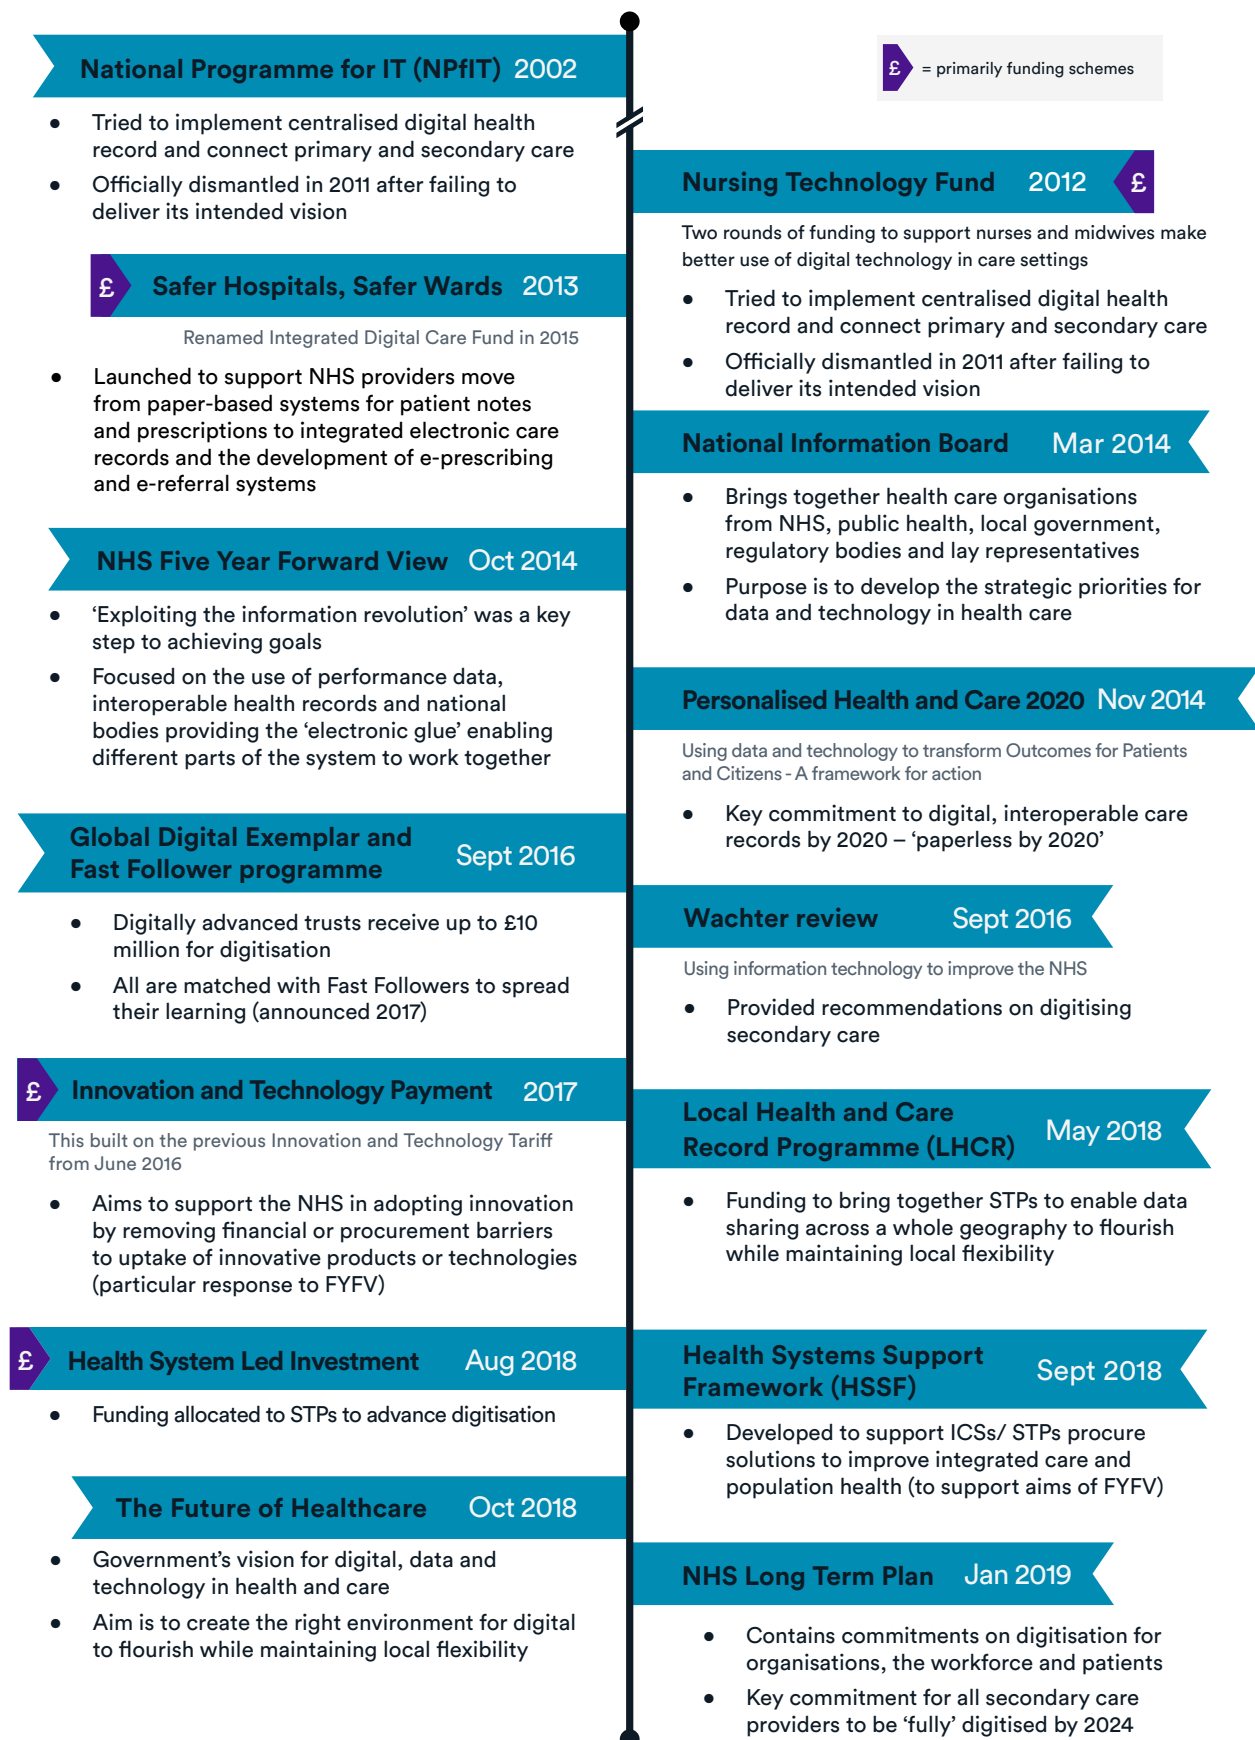 National Programme for IT (NPfIT) 2002
● Tried to implement centralised digital health
record and connect primary and secondary care
● Officially dismantled in 2011 after failing to
deliver its intended vision
£ = primarily funding schemes
Nursing Technology Fund 2012 £
Two rounds of funding to support nurses and midwives make
better use of digital technology in care settings
● Tried to implement centralised digital health
record and connect primary and secondary care
● Officially dismantled in 2011 after failing to
deliver its intended vision
£ Safer Hospitals, Safer Wards 2013
Renamed Integrated Digital Care Fund in 2015
● Launched to support NHS providers move
from paper-based systems for patient notes
and prescriptions to integrated electronic care
records and the development of e-prescribing
and e-referral systems
National Information Board Mar 2014
● Brings together health care organisations
from NHS, public health, local government,
regulatory bodies and lay representatives
● Purpose is to develop the strategic priorities for
data and technology in health care
NHS Five Year Forward View Oct 2014
● ‘Exploiting the information revolution’ was a key
step to achieving goals
● Focused on the use of performance data,
interoperable health records and national
bodies providing the ‘electronic glue’ enabling
different parts of the system to work together
Personalised Health and Care 2020 Nov 2014
Using data and technology to transform Outcomes for Patients
and Citizens - A framework for action
● Key commitment to digital, interoperable care
records by 2020 – ‘paperless by 2020’
Global Digital Exemplar and
Fast Follower programme Sept 2016
● Digitally advanced trusts receive up to £10
million for digitisation
● All are matched with Fast Followers to spread
their learning (announced 2017)
Wachter review Sept 2016
Using information technology to improve the NHS
● Provided recommendations on digitising
secondary care
£ Innovation and Technology Payment 2017
This built on the previous Innovation and Technology Tariff
from June 2016
● Aims to support the NHS in adopting innovation
by removing financial or procurement barriers
to uptake of innovative products or technologies
(particular response to FYFV)
Local Health and Care
Record Programme (LHCR) May 2018
● Funding to bring together STPs to enable data
sharing across a whole geography to flourish
while maintaining local flexibility
£ Health System Led Investment Aug 2018
● Funding allocated to STPs to advance digitisation
Health Systems Support
Framework (HSSF) Sept 2018
● Developed to support ICSs/ STPs procure
solutions to improve integrated care and
population health (to support aims of FYFV)
The Future of Healthcare Oct 2018
● Government’s vision for digital, data and
technology in health and care
● Aim is to create the right environment for digital
to flourish while maintaining local flexibility
NHS Long Term Plan Jan 2019
● Contains commitments on digitisation for
organisations, the workforce and patients
● Key commitment for all secondary care
providers to be ‘fully’ digitised by 2024